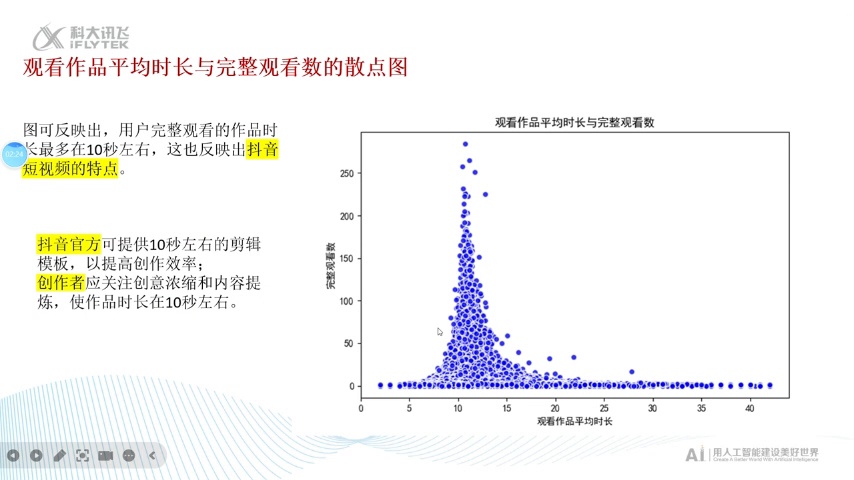 科大讯飞
iFLYTEK
观看作品平均时长与完整观看数的散点图
图可反映出，用户完整观看的作品时
长最多在10秒左右，这也反映出抖音
短视频的特点。
02:24
抖音官方可提供10秒左右的剪辑
模板，以提高创作效率；
创作者应关注创意浓缩和内容提
炼，使作品时长在10秒左右。
观看作品平均时长与完整观看数
完整观看数
250
200
150
100
50
0
0 5 10 15 20 25 30 35 40
观看作品平均时长
AI 用人工智能建设美好世界
Create A Better World With Artificial Intelligence